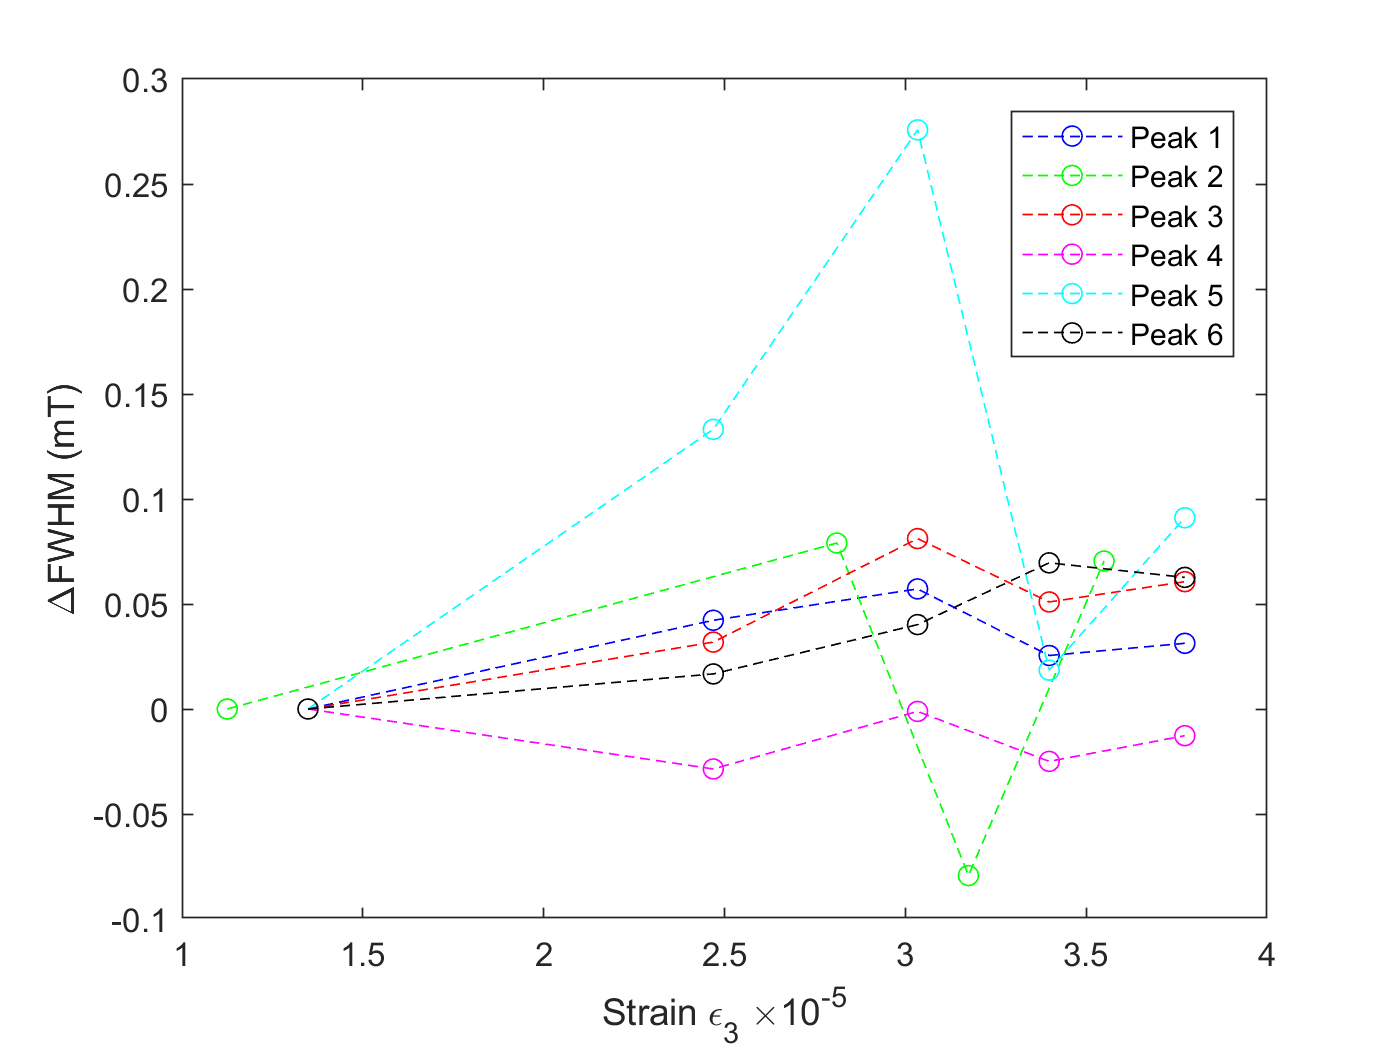 0.3
0.25
0.2
0.15
0.1
0.05
0
-0.05
-0.1
ΔFWHM (mT)
Peak 1
Peak 2
Peak 3
Peak 4
Peak 5
Peak 6
1 1.5 2 2.5 3 3.5 4
Strain ϵ₃ ×10⁻⁵